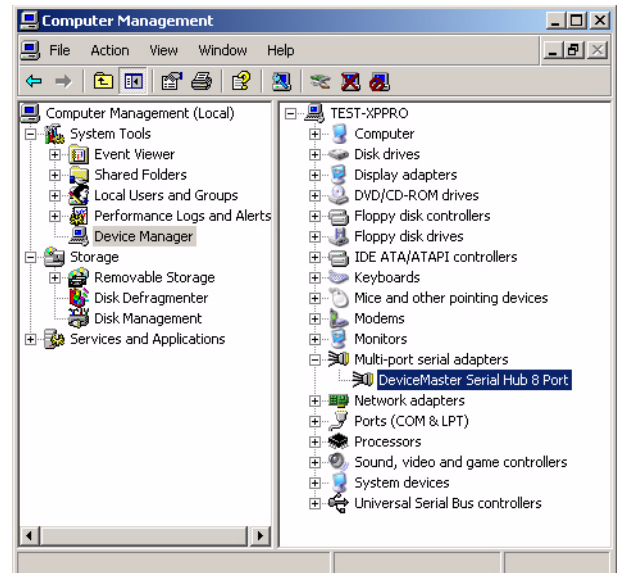 Computer Management
File Action View Window Help
Computer Management (Local)
System Tools
Event Viewer
Shared Folders
Local Users and Groups
Performance Logs and Alerts
Device Manager
Storage
Removable Storage
Disk Defragmenter
Disk Management
Services and Applications
TEST-XPPRO
Computer
Disk drives
Display adapters
DVD/CD-ROM drives
Floppy disk controllers
Floppy disk drives
IDE ATA/ATAPI controllers
Keyboards
Mice and other pointing devices
Modems
Monitors
Multi-port serial adapters
DeviceMaster Serial Hub 8 Port
Network adapters
Ports (COM & LPT)
Processors
Sound, video and game controllers
System devices
Universal Serial Bus controllers